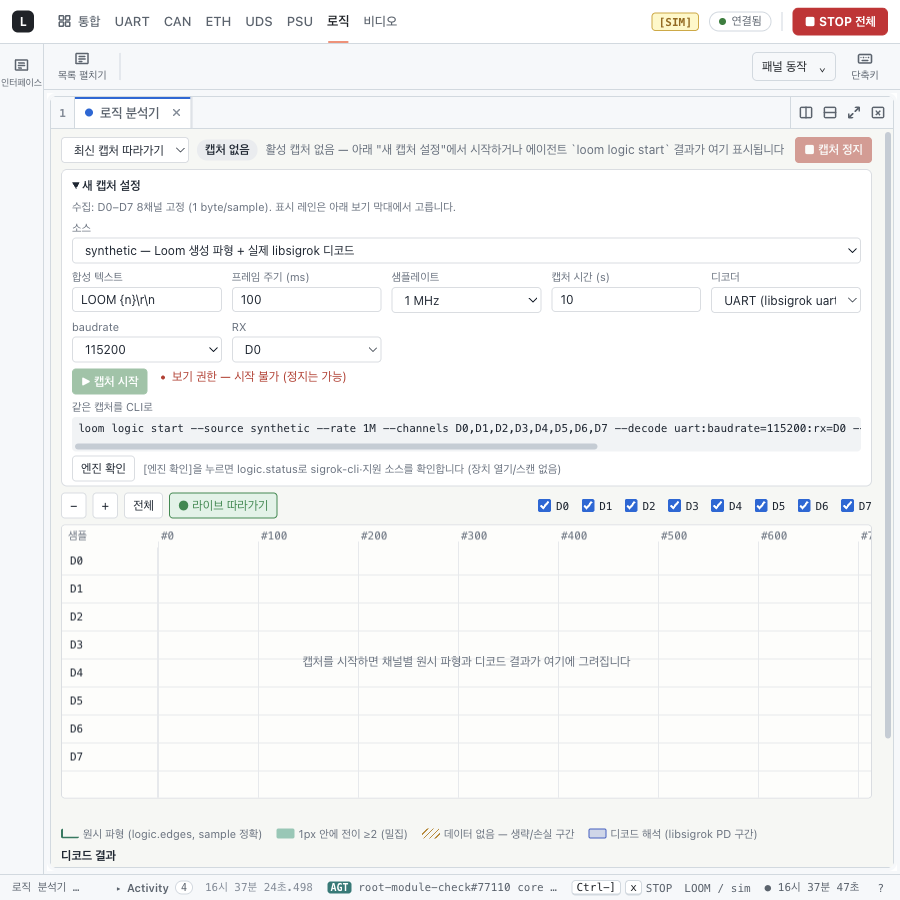 L 통합 UART CAN ETH UDS PSU 로직 비디오 [SIM] 연결됨 STOP 전체
인터페이스
목록 펼치기 패널 동작 단축키
1 로직 분석기 ×
최신 캡처 따라가기 캡처 없음 활성 캡처 없음 — 아래 "새 캡처 설정"에서 시작하거나 에이전트 `loom logic start` 결과가 여기 표시됩니다 캡처 정지
▼새 캡처 설정
수집: D0–D7 8채널 고정 (1 byte/sample). 표시 레인은 아래 보기 막대에서 고릅니다.
소스
synthetic — Loom 생성 파형 + 실제 libsigrok 디코드
합성 텍스트 프레임 주기 (ms) 샘플레이트 캡처 시간 (s) 디코더
LOOM {n}\r\n 100 1 MHz 10 UART (libsigrok uart
baudrate RX
115200 D0
▶ 캡처 시작 • 보기 권한 — 시작 불가 (정지는 가능)
같은 캡처를 CLI로
loom logic start --source synthetic --rate 1M --channels D0,D1,D2,D3,D4,D5,D6,D7 --decode uart:baudrate=115200:rx=D0 -
엔진 확인 [엔진 확인]을 누르면 logic.status로 sigrok-cli·지원 소스를 확인합니다 (장치 열기/스캔 없음)
− + 전체 라이브 따라가기 D0 D1 D2 D3 D4 D5 D6 D7
샘플 #0 #100 #200 #300 #400 #500 #600 #7
D0
D1
D2
D3
캡처를 시작하면 채널별 원시 파형과 디코드 결과가 여기에 그려집니다
D4
D5
D6
D7
원시 파형 (logic.edges, sample 정확) 1px 안에 전이 ≥2 (밀집) 데이터 없음 — 생략/손실 구간 디코드 해석 (libsigrok PD 구간)
디코드 결과
로직 분석기 … ▸ Activity 4 16시 37분 24초.498 AGT root-module-check#77110 core … Ctrl-] x STOP LOOM / sim ● 16시 37분 47초 ?